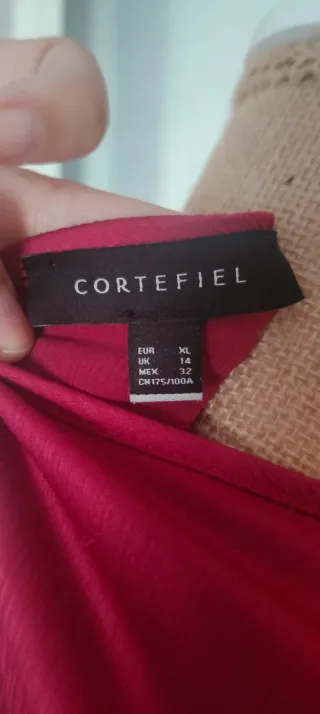 CORTEFIEL
EUR XL
UK 14
MEX 32
CN175/100A